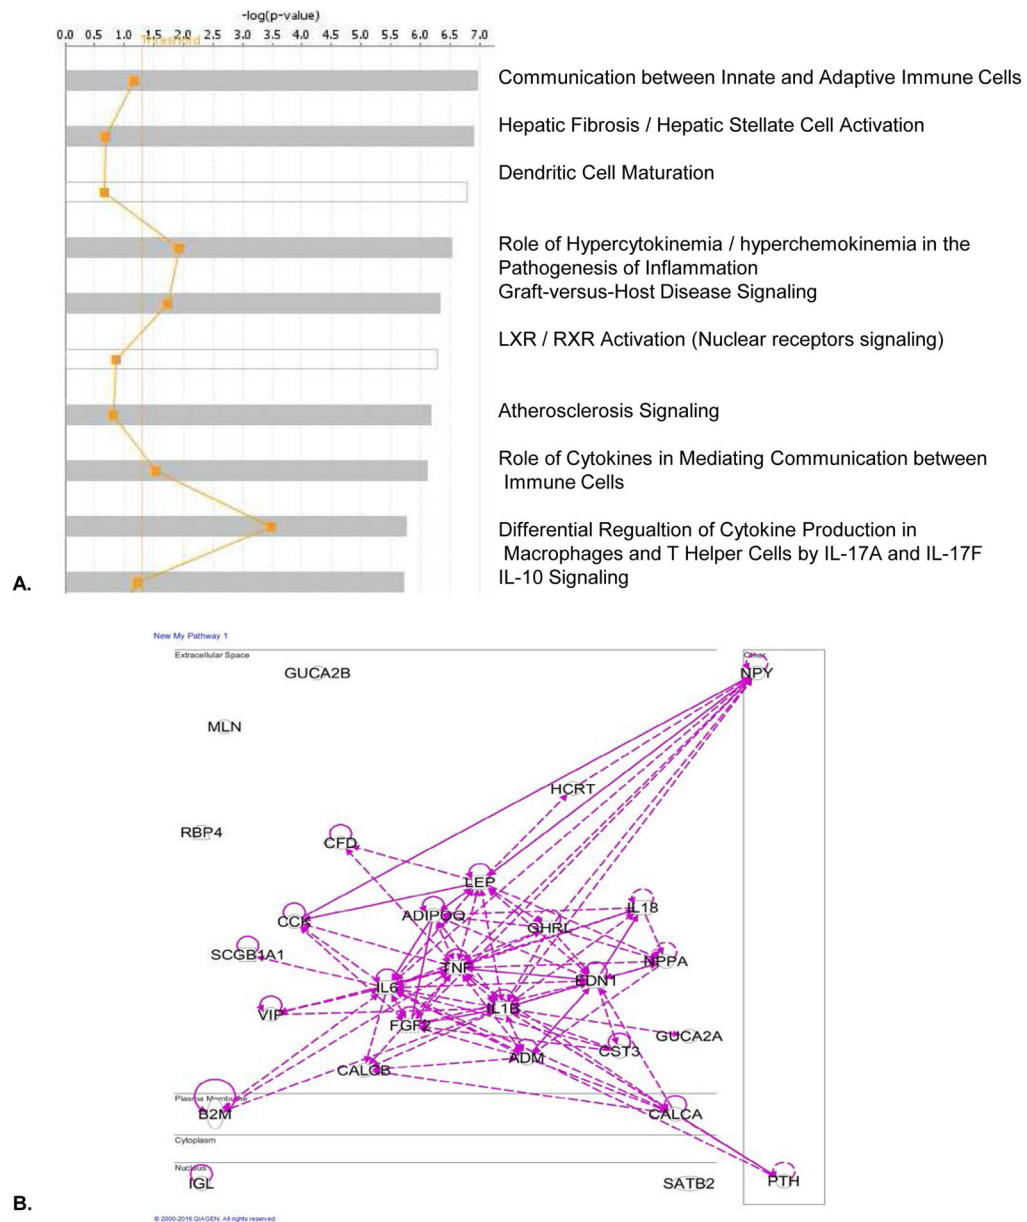 -log(p-value)
0.0 0.5 1.0 1.5 2.0 2.5 3.0 3.5 4.0 4.5 5.0 5.5 6.0 6.5 7.0
Threshold
Communication between Innate and Adaptive Immune Cells
Hepatic Fibrosis / Hepatic Stellate Cell Activation
Dendritic Cell Maturation
Role of Hypercytokinemia / hyperchemokinemia in the
Pathogenesis of Inflammation
Graft-versus-Host Disease Signaling
LXR / RXR Activation (Nuclear receptors signaling)
Atherosclerosis Signaling
Role of Cytokines in Mediating Communication between
Immune Cells
Differential Regualtion of Cytokine Production in
Macrophages and T Helper Cells by IL-17A and IL-17F
IL-10 Signaling
A.
New My Pathway 1
Extracellular Space
Other
GUCA2B
NPY
MLN
HCRT
RBP4
CFD
LEP
IL18
ADIPOQ
CCK
GHRL
SCGB1A1
NPPA
TNF
EDN1
IL6
IL1B
VIP
FGF2
GUCA2A
CST3
ADM
CALCB
Plasma Membrane
B2M
CALCA
Cytoplasm
Nucleus
IGL
SATB2
PTH
B.
© 2000-2016 QIAGEN. All rights reserved.